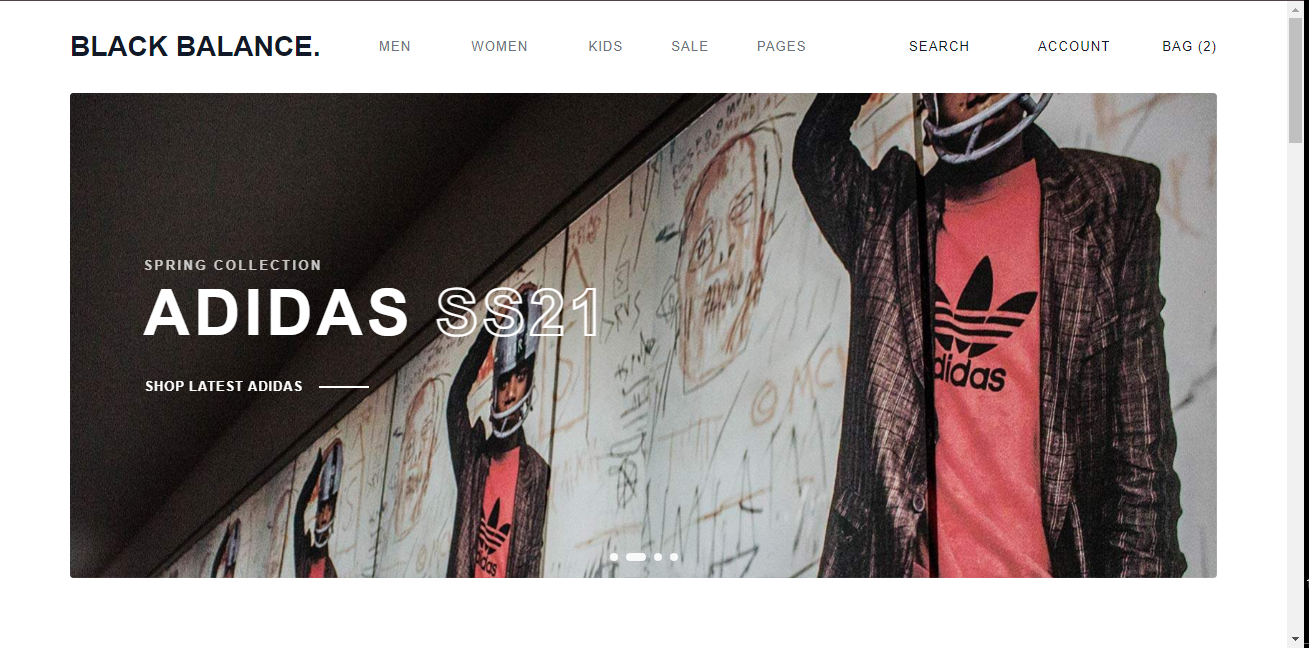 BLACK BALANCE.
MEN
WOMEN
KIDS
SALE
PAGES
SEARCH
ACCOUNT
BAG (2)
SPRING COLLECTION
ADIDAS SS21
SHOP LATEST ADIDAS
adidas